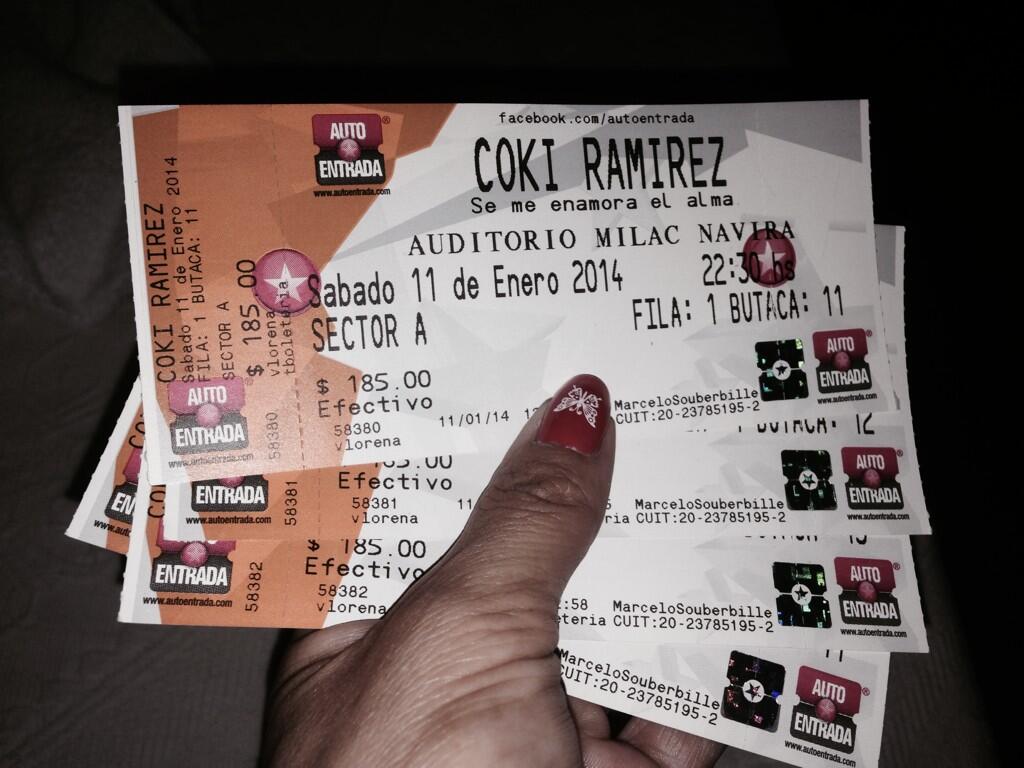 facebook.com/autoentrada
AUTO
ENTRADA®
www.autoentrada.com
COKI RAMIREZ
Se me enamora el alma
AUDITORIO MILAC NAVIRA
Sabado 11 de Enero 2014 22:30 hs
SECTOR A FILA: 1 BUTACA: 11
$ 185.00
Efectivo
58380 11/01/14
vlorena
MarceloSouberbille
CUIT:20-23785195-2
AUTO
ENTRADA®
COKI RAMIREZ
Sabado 11 de Enero 2014
FILA: 1 BUTACA: 11
SECTOR A
$ 185.00
vlorena
tboleteria
58380
AUTO
ENTRADA
www.autoentrada.com
1 BUTACA: 12
Efectivo
58381 11
vlorena
MarceloSouberbille
CUIT:20-23785195-2
AUTO
ENTRADA®
www.autoentrada.com
ENTRADA
www.autoentrada.com
58381
$ 185.00
Efectivo
58382
vlorena
:58 MarceloSouberbille
eteria CUIT:20-23785195-2
AUTO
ENTRADA®
www.autoentrada.com
ENTRADA
www.autoentrada.com
58382
MarceloSouberbille
CUIT:20-23785195-2
AUTO
ENTRADA®
www.autoentrada.com